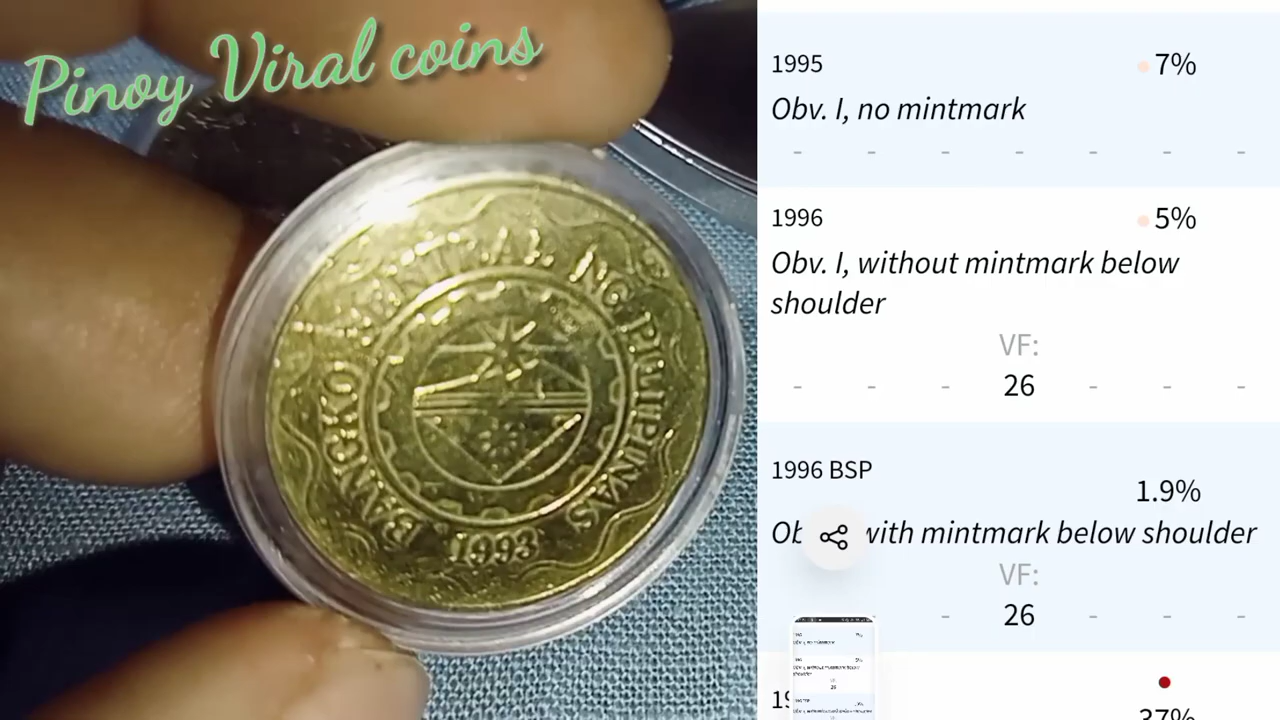 Pinoy Viral coins
BANGKO SENTRAL NG PILIPINAS
1993
1995
7%
Obv. I, no mintmark
- - - - - - -
1996
5%
Obv. I, without mintmark below
shoulder
VF:
- - - 26 - - -
1996 BSP
1.9%
with mintmark below shoulder
VF:
- 26 - - -
37%